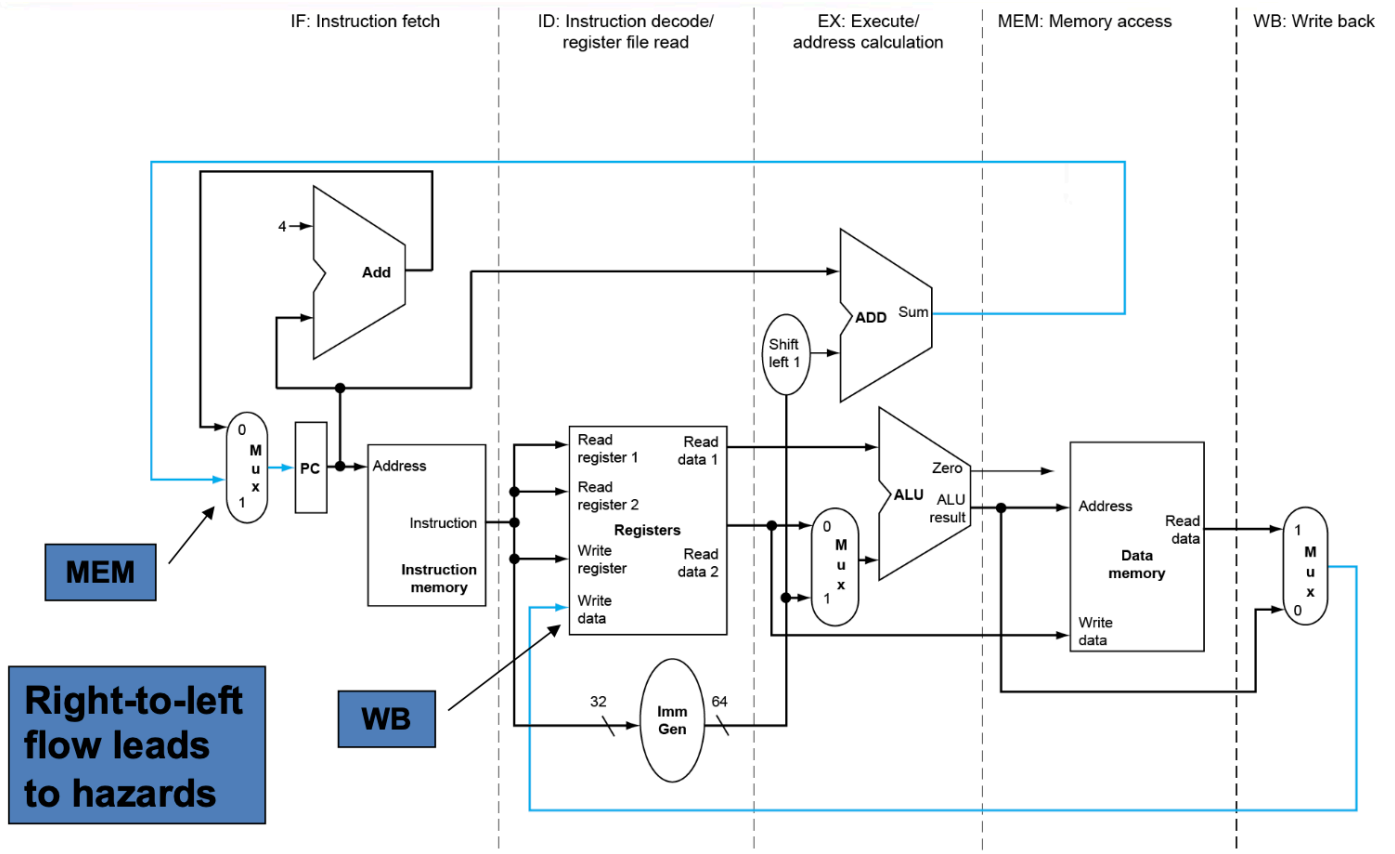 IF: Instruction fetch
ID: Instruction decode/
register file read
EX: Execute/
address calculation
MEM: Memory access
WB: Write back
4
Add
ADD
Sum
Shift
left 1
0
M
u
x
1
PC
Address
Instruction
Instruction
memory
Read
register 1
Read
register 2
Write
register
Write
data
Registers
Read
data 1
Read
data 2
0
M
u
x
1
Zero
ALU
ALU
result
Address
Read
data
Data
memory
Write
data
1
M
u
x
0
MEM
WB
32
Imm
Gen
64
Right-to-left
flow leads
to hazards